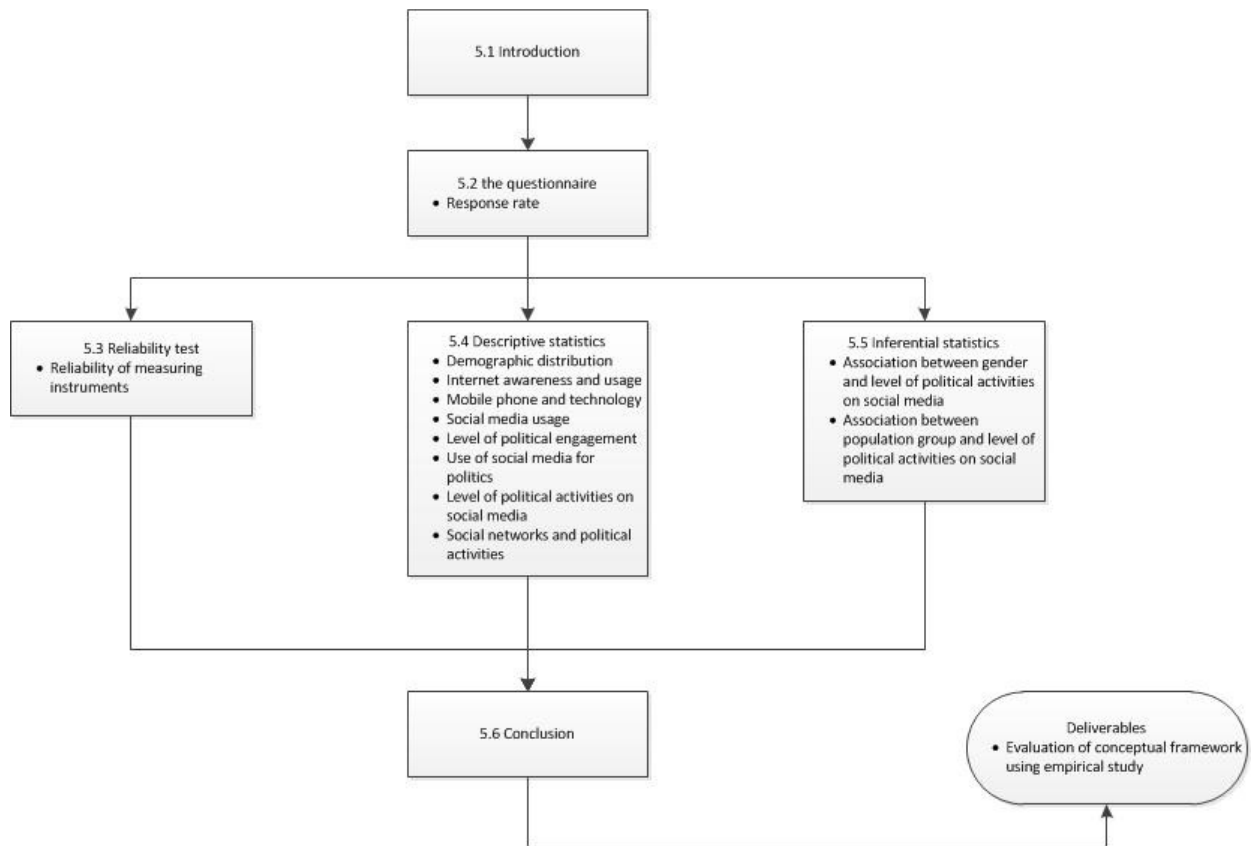 5.1 Introduction
5.2 the questionnaire
• Response rate
5.3 Reliability test
• Reliability of measuring
instruments
5.4 Descriptive statistics
• Demographic distribution
• Internet awareness and usage
• Mobile phone and technology
• Social media usage
• Level of political engagement
• Use of social media for
politics
• Level of political activities on
social media
• Social networks and political
activities
5.5 Inferential statistics
• Association between gender
and level of political activities
on social media
• Association between
population group and level of
political activities on social
media
5.6 Conclusion
Deliverables
• Evaluation of conceptual framework
using empirical study